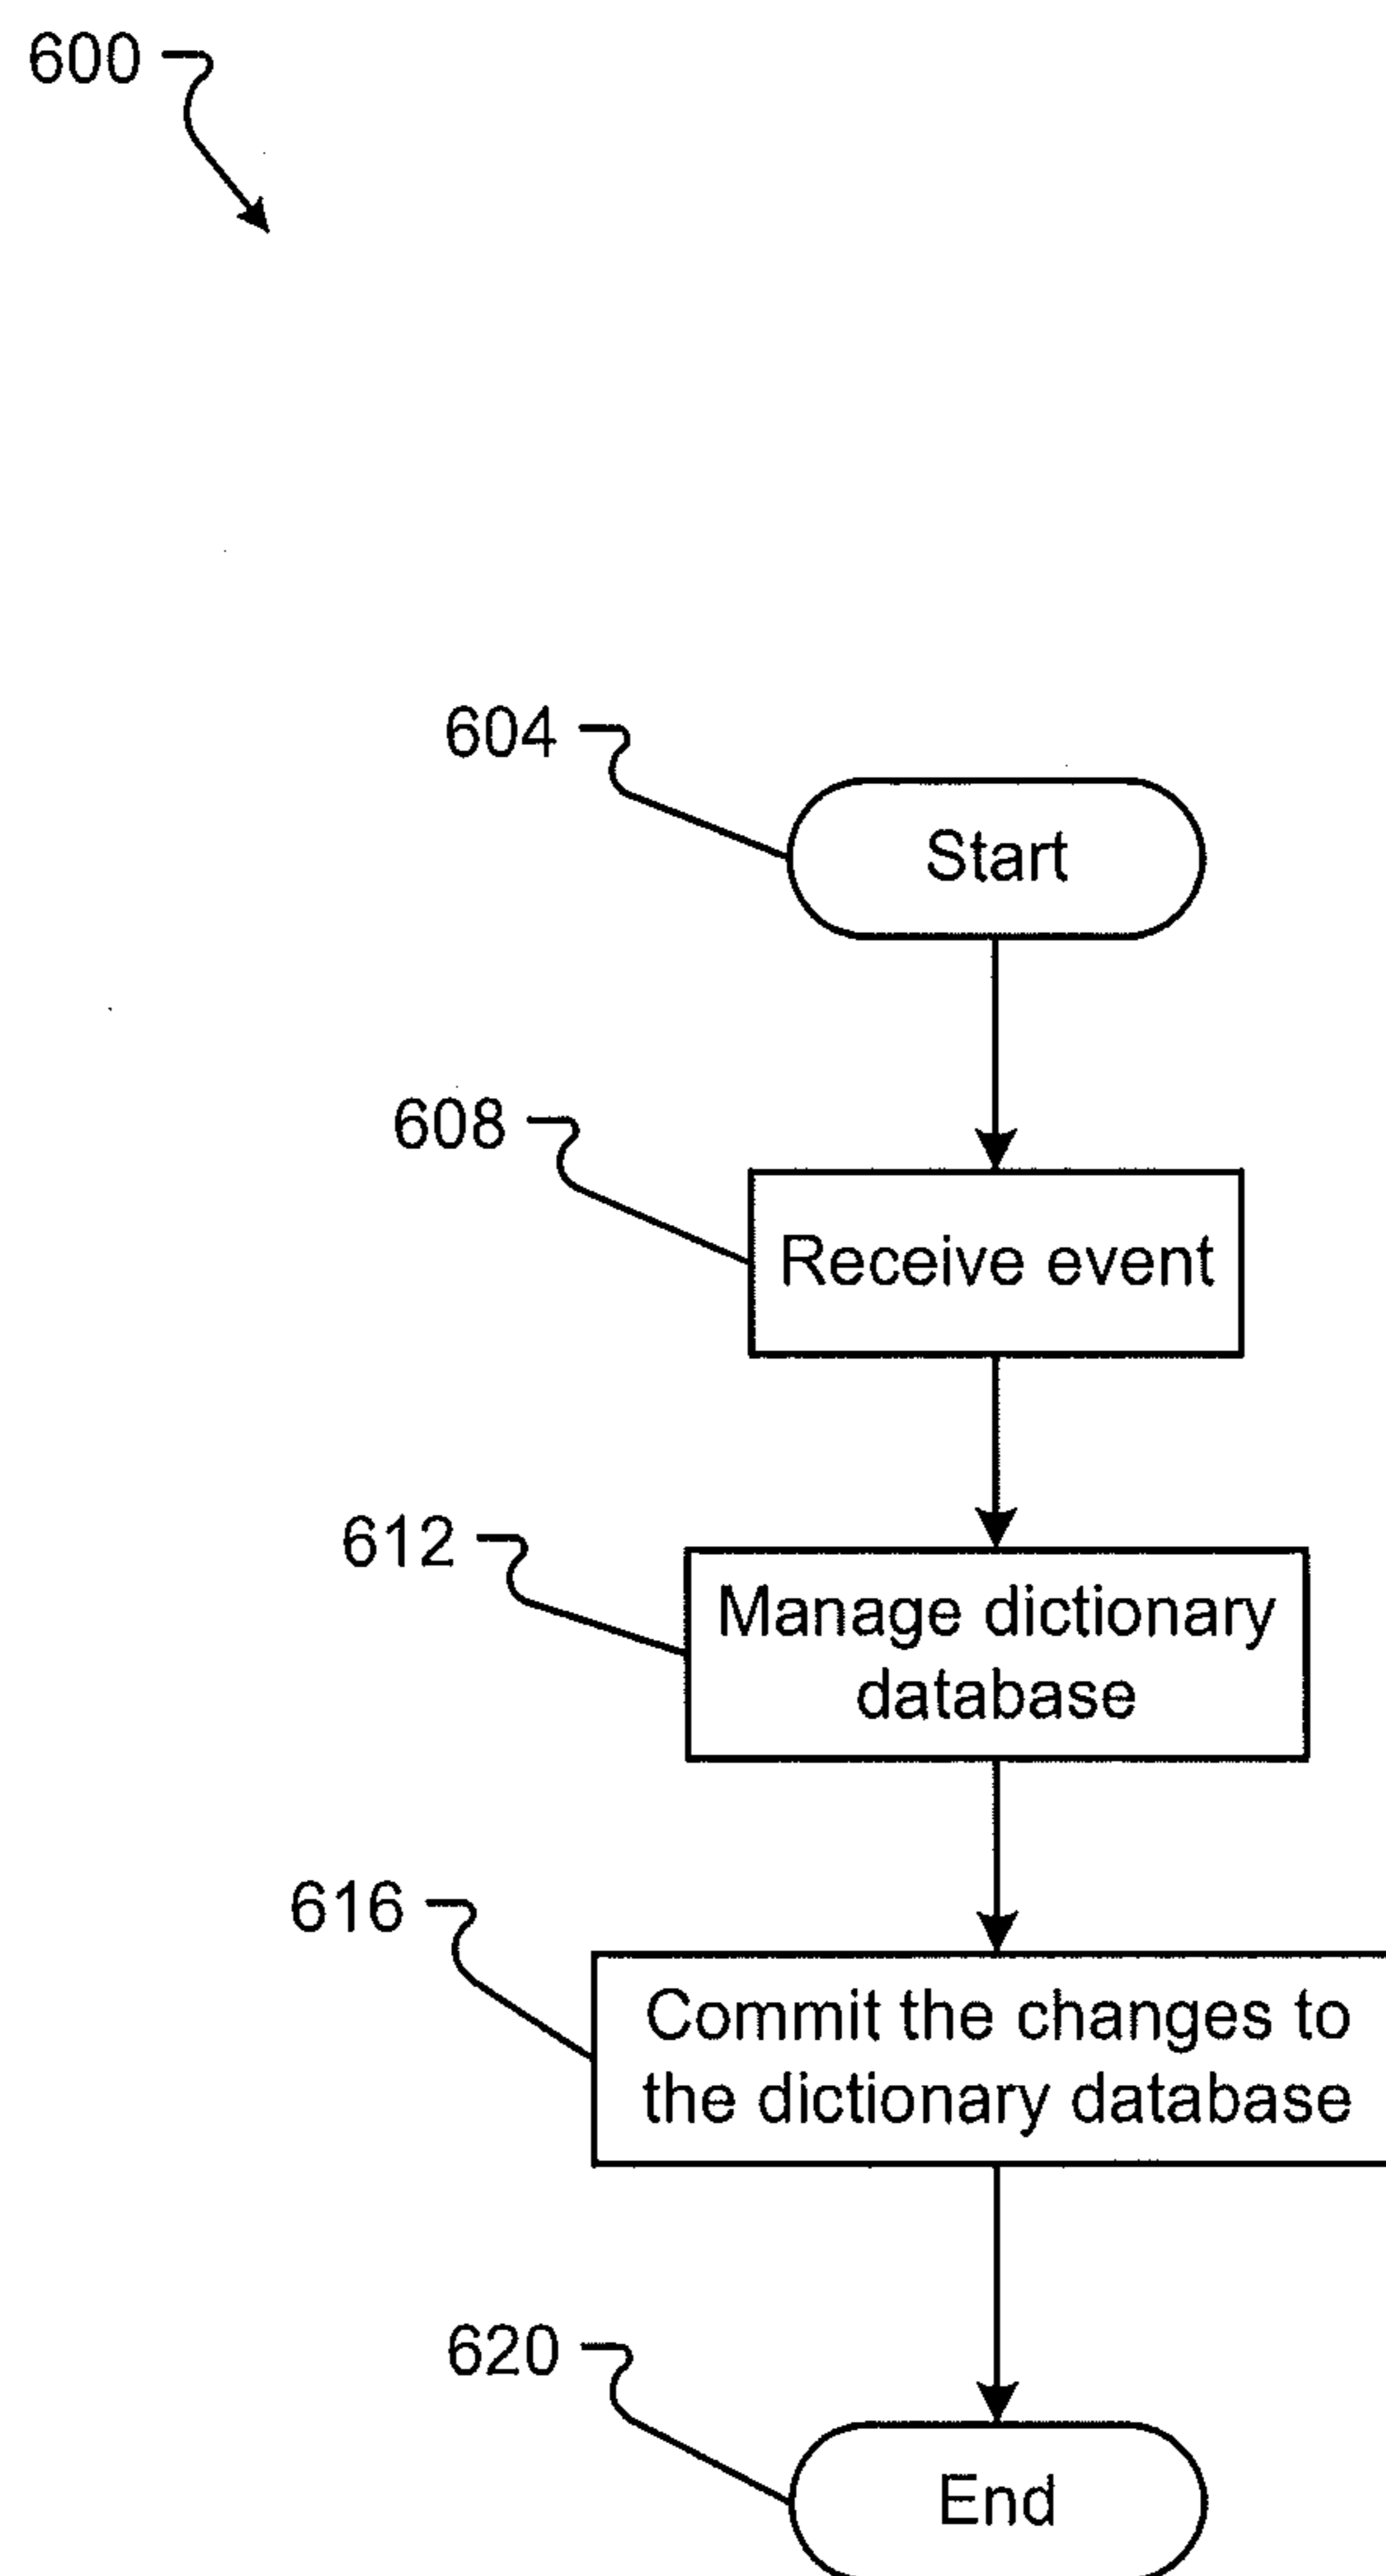 600
604
Start
608
Receive event
612
Manage dictionary
database
616
Commit the changes to
the dictionary database
620
End